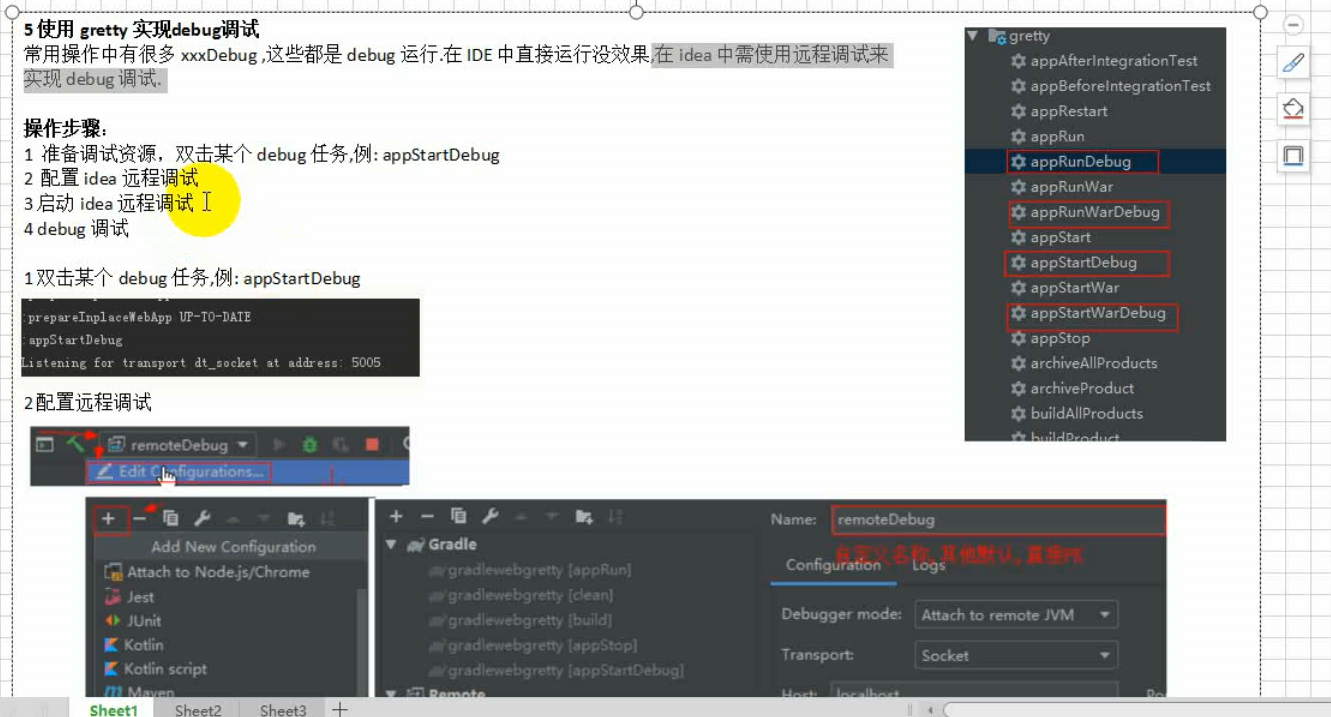 5 使用 gretty 实现debug调试
常用操作中有很多 xxxDebug ,这些都是 debug 运行.在 IDE 中直接运行没效果,在 idea 中需使用远程调试来
实现 debug 调试.
操作步骤：
1 准备调试资源，双击某个 debug 任务,例: appStartDebug
2 配置 idea 远程调试
3 启动 idea 远程调试
4 debug 调试
1 双击某个 debug 任务,例: appStartDebug
:prepareInplaceWebApp UP-TO-DATE
:appStartDebug
Listening for transport dt_socket at address: 5005
2 配置远程调试
remoteDebug
Edit Configurations...
Add New Configuration
Attach to Node.js/Chrome
Jest
JUnit
Kotlin
Kotlin script
Maven
Gradle
gradlewebgretty [appRun]
gradlewebgretty [clean]
gradlewebgretty [build]
gradlewebgretty [appStop]
gradlewebgretty [appStartDebug]
Remote
Name: remoteDebug
自定义名称,其他默认,直接PK
Configuration Logs
Debugger mode: Attach to remote JVM
Transport: Socket
Host: localhost
gretty
appAfterIntegrationTest
appBeforeIntegrationTest
appRestart
appRun
appRunDebug
appRunWar
appRunWarDebug
appStart
appStartDebug
appStartWar
appStartWarDebug
appStop
archiveAllProducts
archiveProduct
buildAllProducts
buildProduct
Sheet1 Sheet2 Sheet3